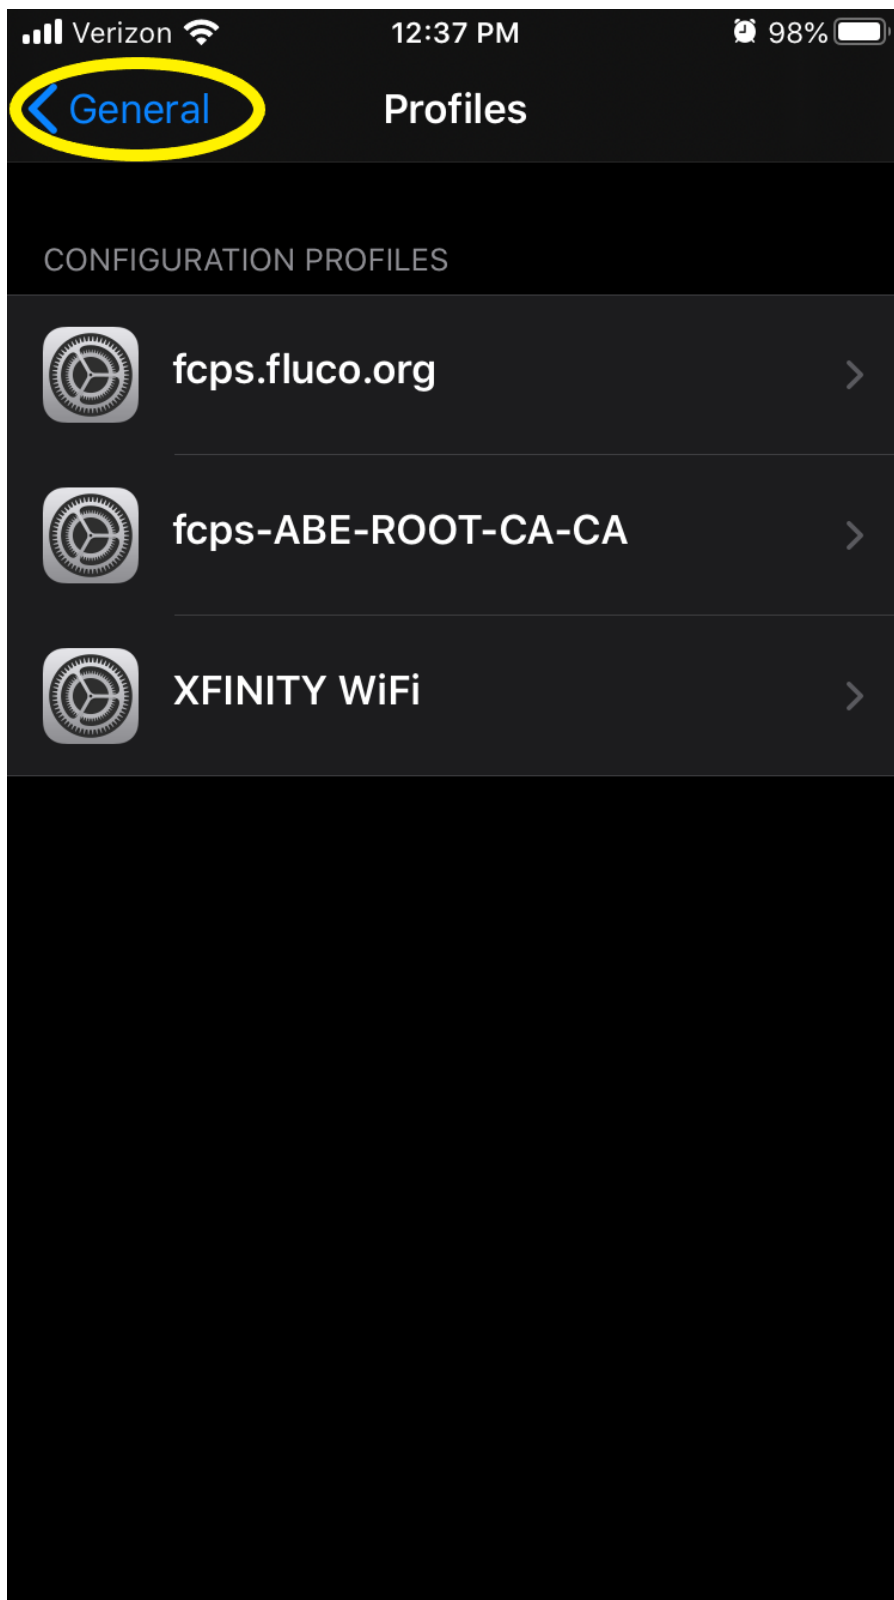 Verizon 12:37 PM 98%
General Profiles
CONFIGURATION PROFILES
fcps.fluco.org
fcps-ABE-ROOT-CA-CA
XFINITY WiFi